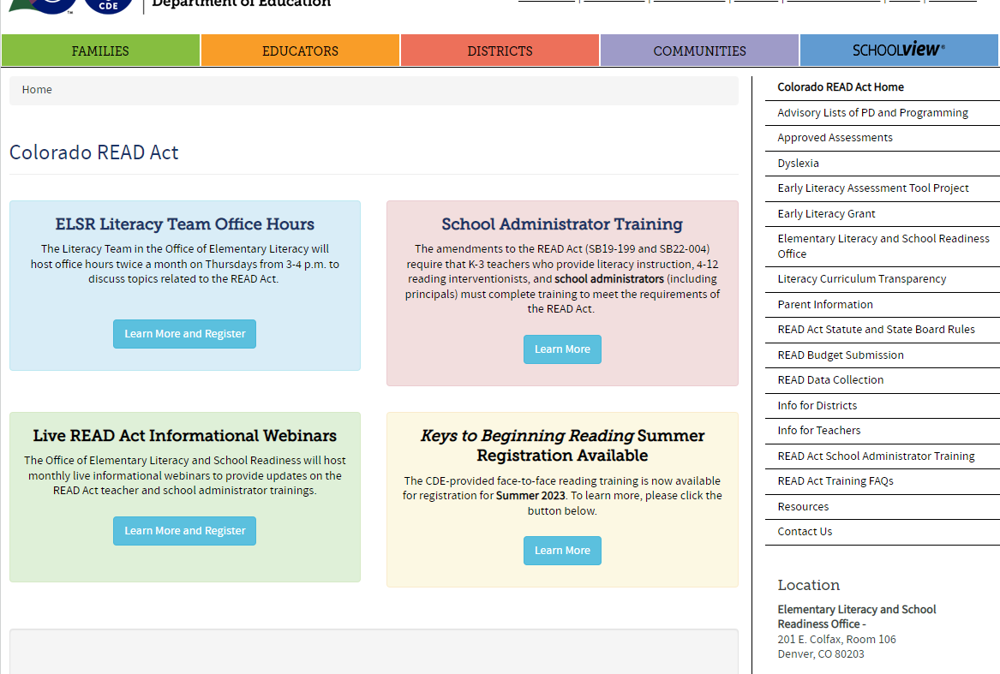 CDE
TM
Department of Education
FAMILIES
EDUCATORS
DISTRICTS
COMMUNITIES
SCHOOLview®
Home
Colorado READ Act
ELSR Literacy Team Office Hours
The Literacy Team in the Office of Elementary Literacy will
host office hours twice a month on Thursdays from 3-4 p.m. to
discuss topics related to the READ Act.
Learn More and Register
School Administrator Training
The amendments to the READ Act (SB19-199 and SB22-004)
require that K-3 teachers who provide literacy instruction, 4-12
reading interventionists, and school administrators (including
principals) must complete training to meet the requirements of
the READ Act.
Learn More
Live READ Act Informational Webinars
The Office of Elementary Literacy and School Readiness will host
monthly live informational webinars to provide updates on the
READ Act teacher and school administrator trainings.
Learn More and Register
Keys to Beginning Reading Summer
Registration Available
The CDE-provided face-to-face reading training is now available
for registration for Summer 2023. To learn more, please click the
button below.
Learn More
Colorado READ Act Home
Advisory Lists of PD and Programming
Approved Assessments
Dyslexia
Early Literacy Assessment Tool Project
Early Literacy Grant
Elementary Literacy and School Readiness
Office
Literacy Curriculum Transparency
Parent Information
READ Act Statute and State Board Rules
READ Budget Submission
READ Data Collection
Info for Districts
Info for Teachers
READ Act School Administrator Training
READ Act Training FAQs
Resources
Contact Us
Location
Elementary Literacy and School
Readiness Office -
201 E. Colfax, Room 106
Denver, CO 80203